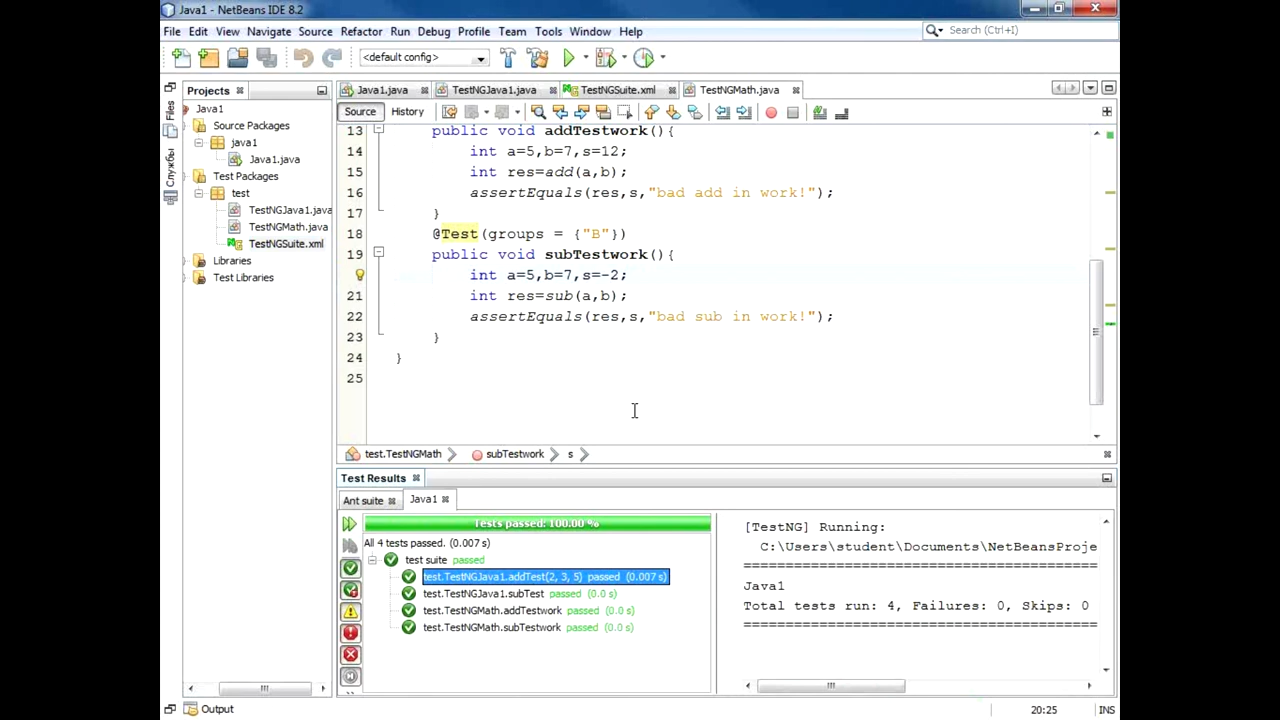 Java1 - NetBeans IDE 8.2
File Edit View Navigate Source Refactor Run Debug Profile Team Tools Window Help
Search (Ctrl+I)
<default config>
Projects
Files
Службы
Java1
Source Packages
java1
Java1.java
Test Packages
test
TestNGJava1.java
TestNGMath.java
TestNGSuite.xml
Libraries
Test Libraries
Java1.java TestNGJava1.java TestNGSuite.xml TestNGMath.java
Source History
13 public void addTestwork(){
14 int a=5,b=7,s=12;
15 int res=add(a,b);
16 assertEquals(res,s,"bad add in work!");
17 }
18 @Test(groups = {"B"})
19 public void subTestwork(){
int a=5,b=7,s=-2;
21 int res=sub(a,b);
22 assertEquals(res,s,"bad sub in work!");
23 }
24 }
25
test.TestNGMath subTestwork s
Test Results
Ant suite Java1
Tests passed: 100.00 %
All 4 tests passed. (0.007 s)
test suite passed
test.TestNGJava1.addTest(2, 3, 5) passed (0.007 s)
test.TestNGJava1.subTest passed (0.0 s)
test.TestNGMath.addTestwork passed (0.0 s)
test.TestNGMath.subTestwork passed (0.0 s)
[TestNG] Running:
C:\Users\student\Documents\NetBeansProje
===========================================
Java1
Total tests run: 4, Failures: 0, Skips: 0
===========================================
Output
20:25 INS